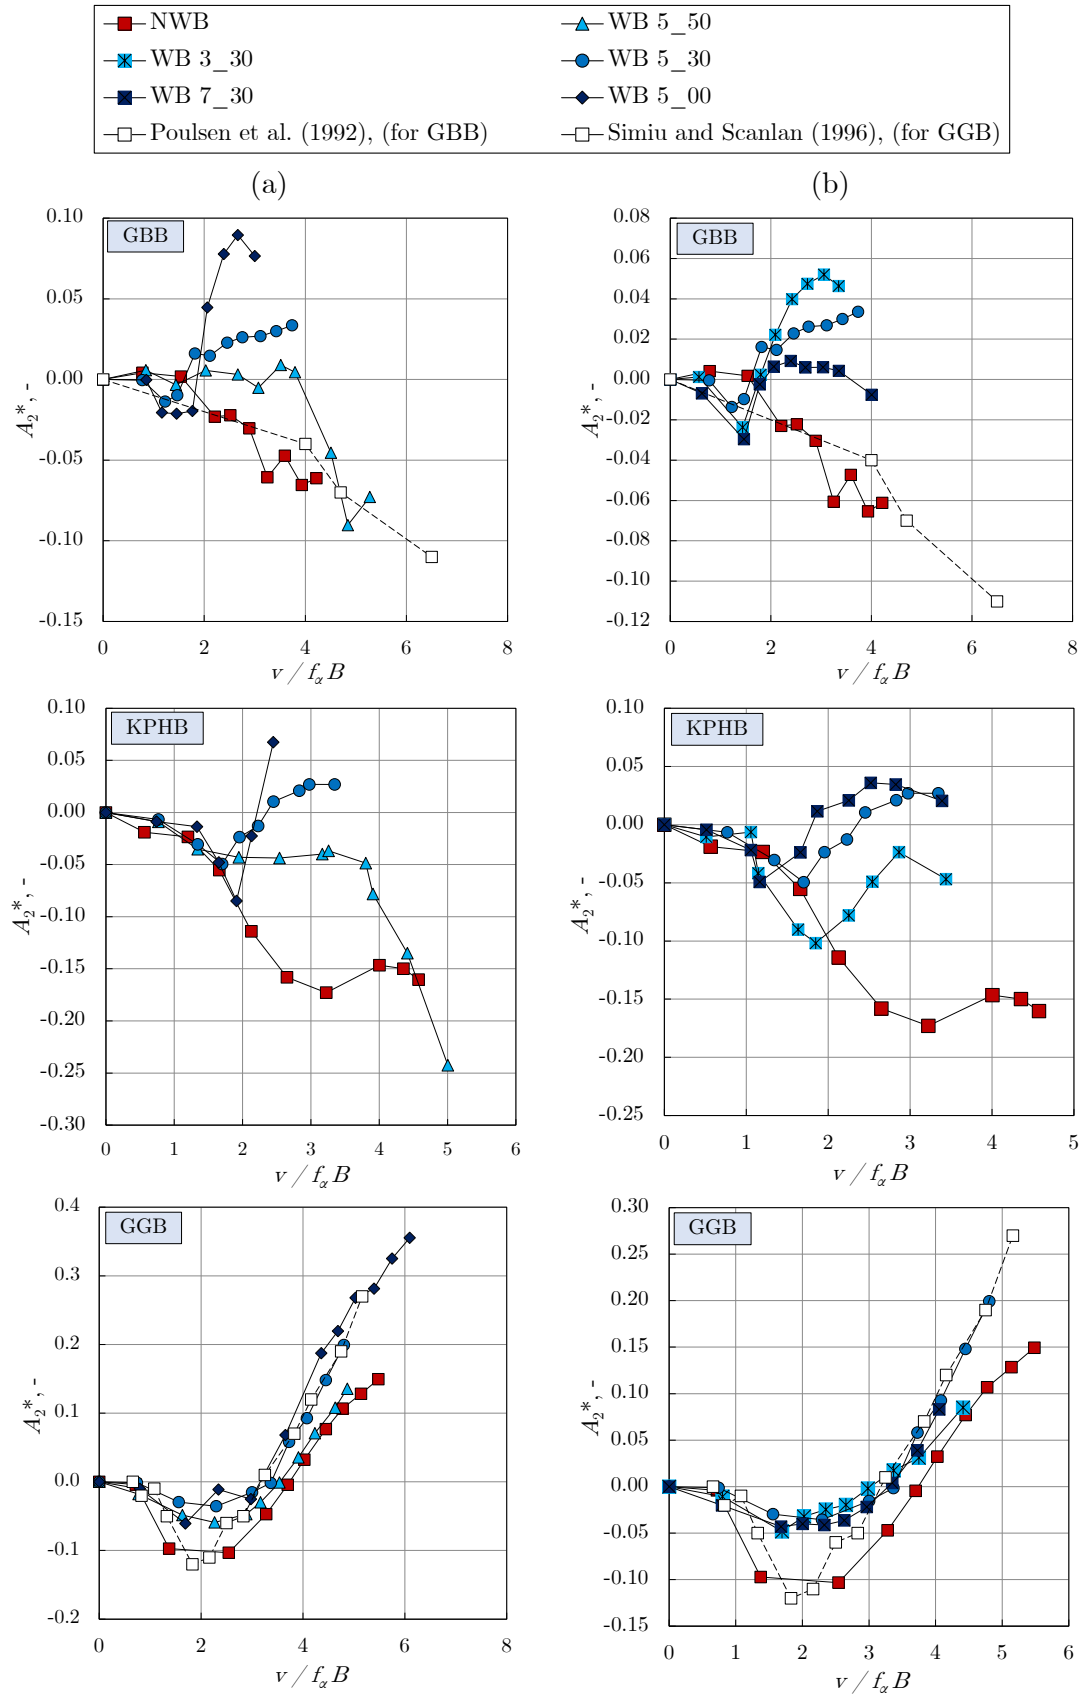 NWB
WB 5_50
WB 3_30
WB 5_30
WB 7_30
WB 5_00
Poulsen et al. (1992), (for GBB)
Simiu and Scanlan (1996), (for GGB)
(a)
(b)
GBB
0.10
0.05
0.00
-0.05
-0.10
-0.15
A₂*, -
0 2 4 6 8
v / fαB
GBB
0.08
0.06
0.04
0.02
0.00
-0.02
-0.04
-0.06
-0.08
-0.10
-0.12
A₂*, -
0 2 4 6 8
v / fαB
KPHB
0.10
0.05
0.00
-0.05
-0.10
-0.15
-0.20
-0.25
-0.30
A₂*, -
0 1 2 3 4 5 6
v / fαB
KPHB
0.10
0.05
0.00
-0.05
-0.10
-0.15
-0.20
-0.25
A₂*, -
0 1 2 3 4 5
v / fαB
GGB
0.4
0.3
0.2
0.1
0.0
-0.1
-0.2
A₂*, -
0 2 4 6 8
v / fαB
GGB
0.30
0.25
0.20
0.15
0.10
0.05
0.00
-0.05
-0.10
-0.15
A₂*, -
0 1 2 3 4 5 6
v / fαB